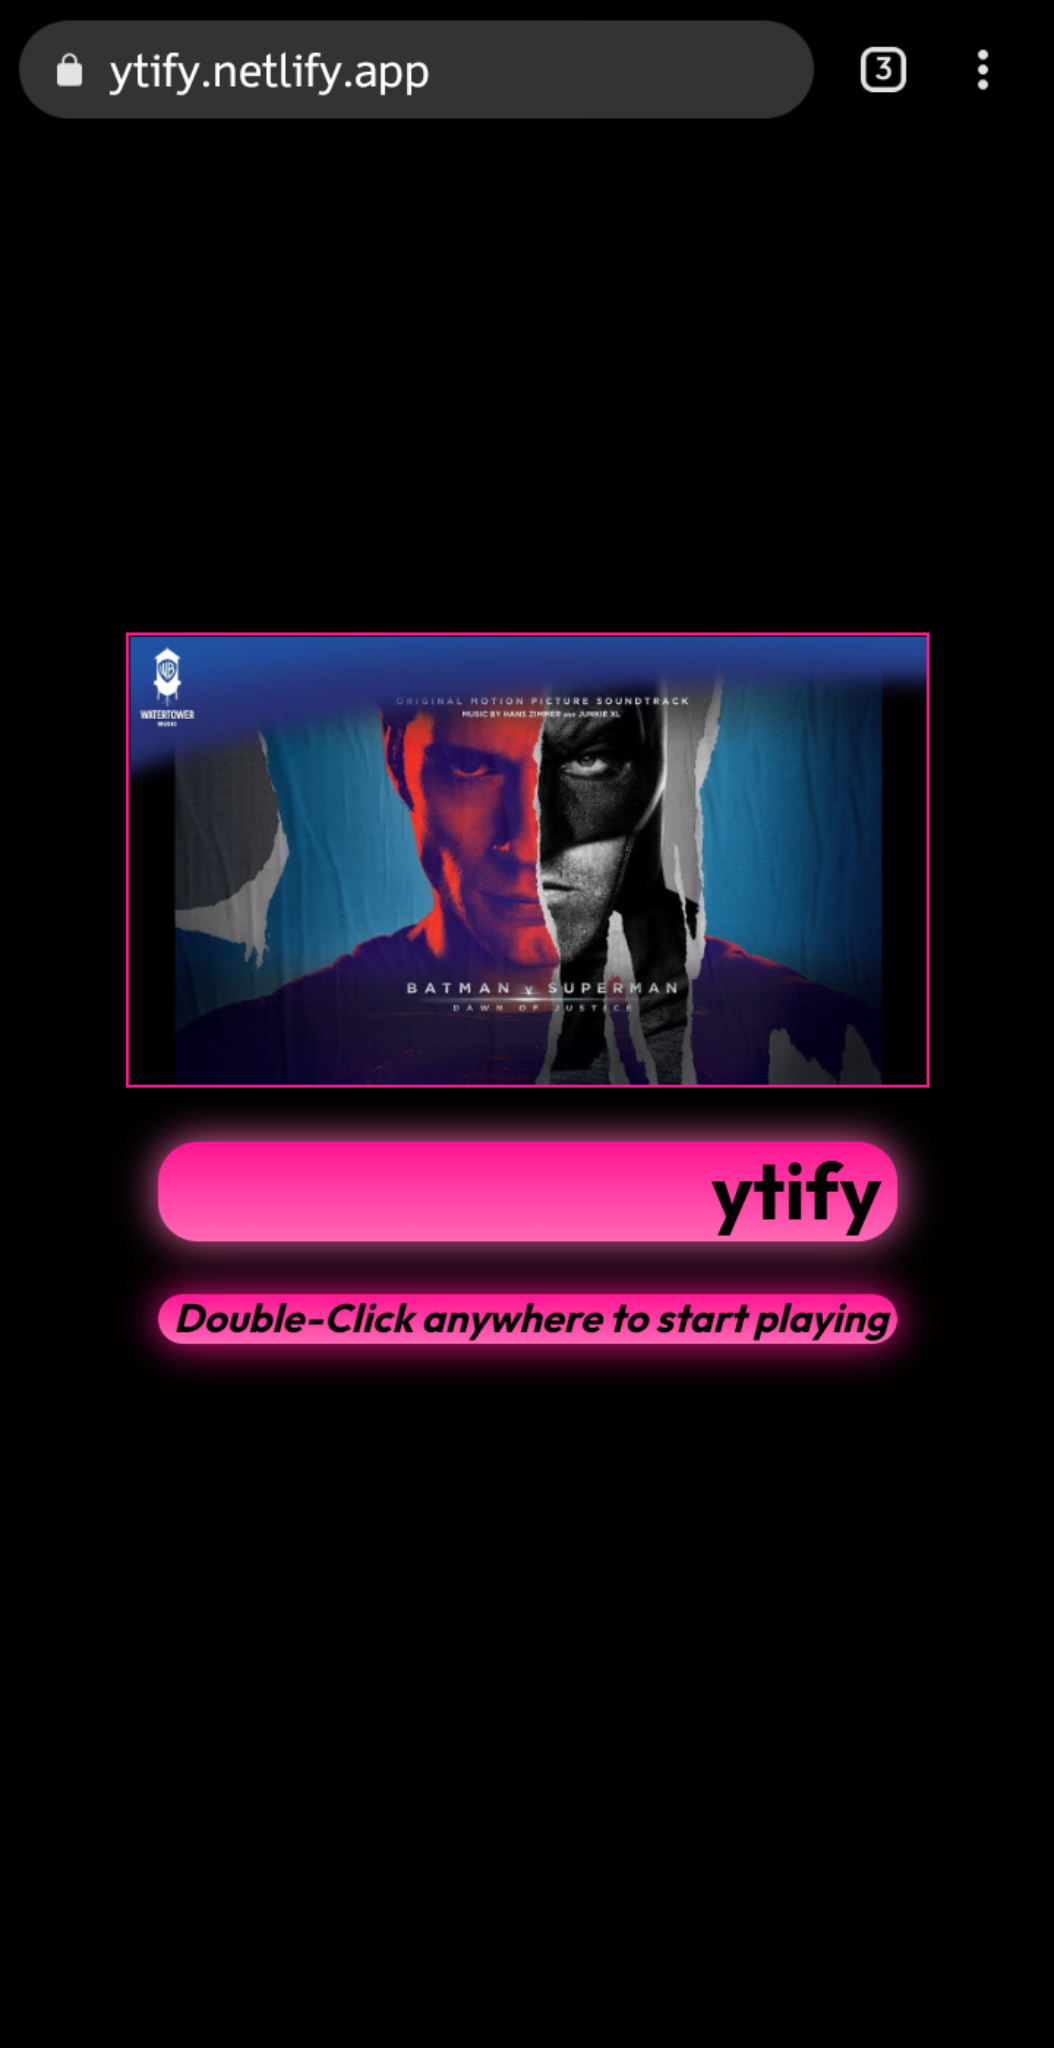 ytify.netlify.app
3
WB
WATERTOWER
MUSIC
ORIGINAL MOTION PICTURE SOUNDTRACK
MUSIC BY HANS ZIMMER AND JUNKIE XL
BATMAN v SUPERMAN
DAWN OF JUSTICE
ytify
Double-Click anywhere to start playing